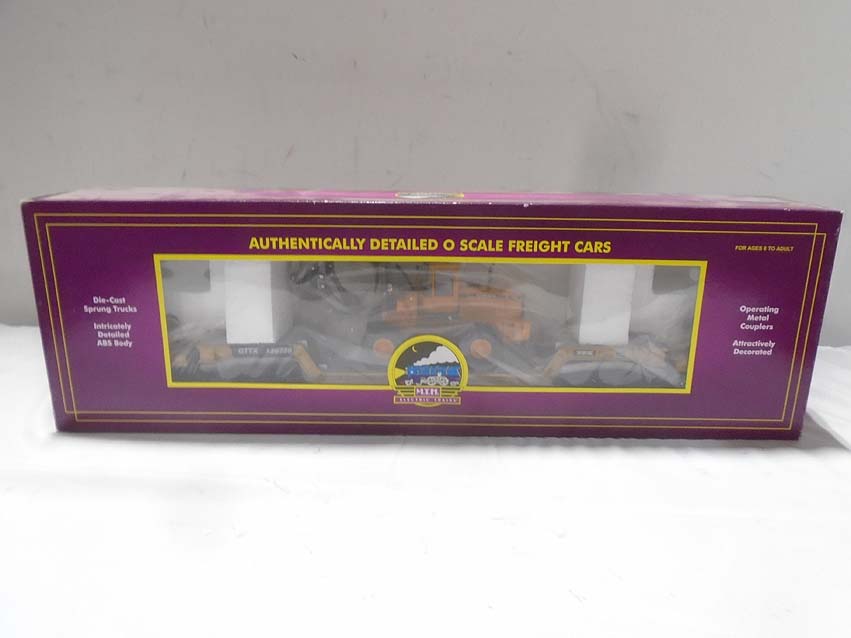 AUTHENTICALLY DETAILED O SCALE FREIGHT CARS
FOR AGES 8 TO ADULT
Die-Cast
Sprung Trucks
Intricately
Detailed
ABS Body
Operating
Metal
Couplers
Attractively
Decorated
M.T.H.
ELECTRIC TRAINS